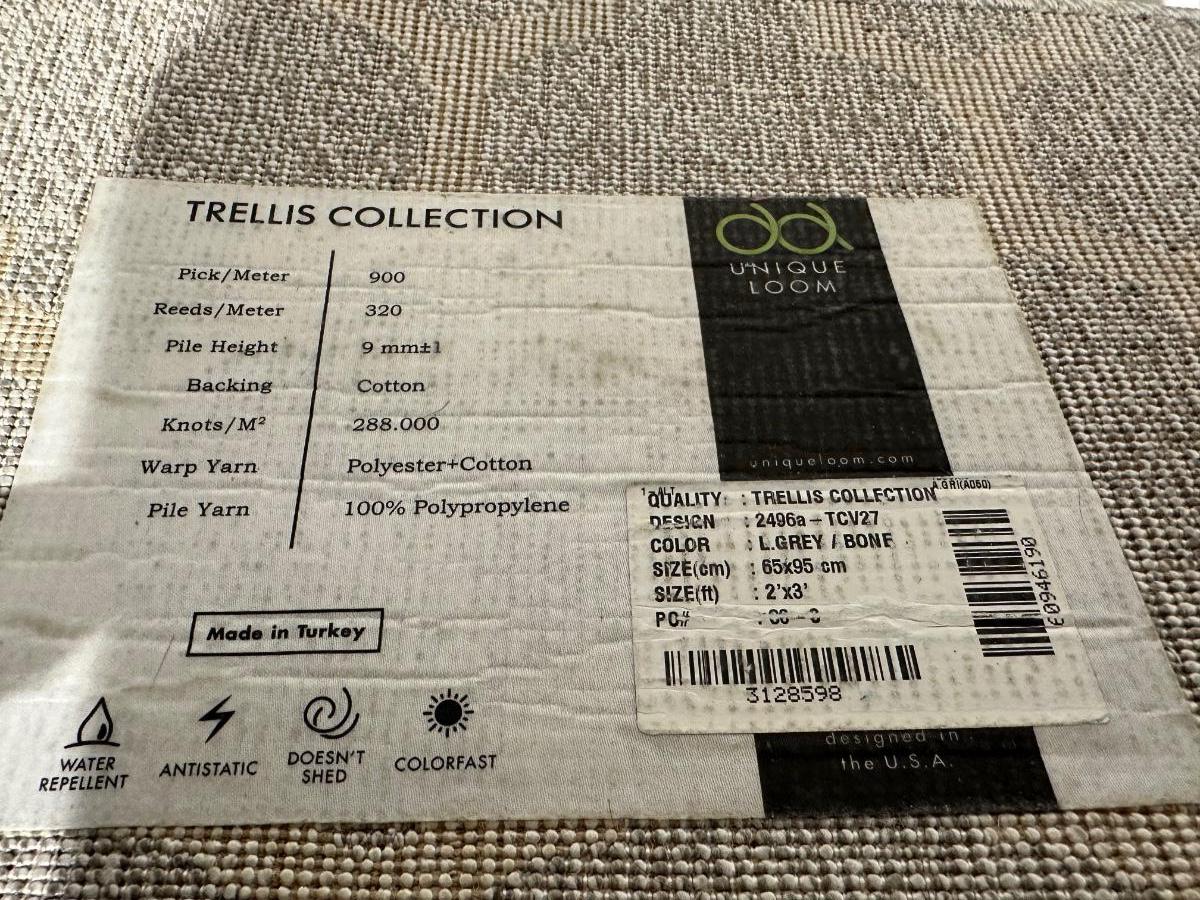 TRELLIS COLLECTION
Pick/Meter 900
Reeds/Meter 320
Pile Height 9 mm±1
Backing Cotton
Knots/M² 288.000
Warp Yarn Polyester+Cotton
Pile Yarn 100% Polypropylene
Made in Turkey
WATER REPELLENT
ANTISTATIC
DOESN'T SHED
COLORFAST
UNIQUE
LOOM
uniqueloom.com
QUALITY : TRELLIS COLLECTION
DESIGN : 2496a – TCV27
COLOR : L.GREY / BONE
SIZE(cm) : 65x95 cm
SIZE(ft) : 2'x3'
PO# :
3128598
E0946190
designed in
the U.S.A.